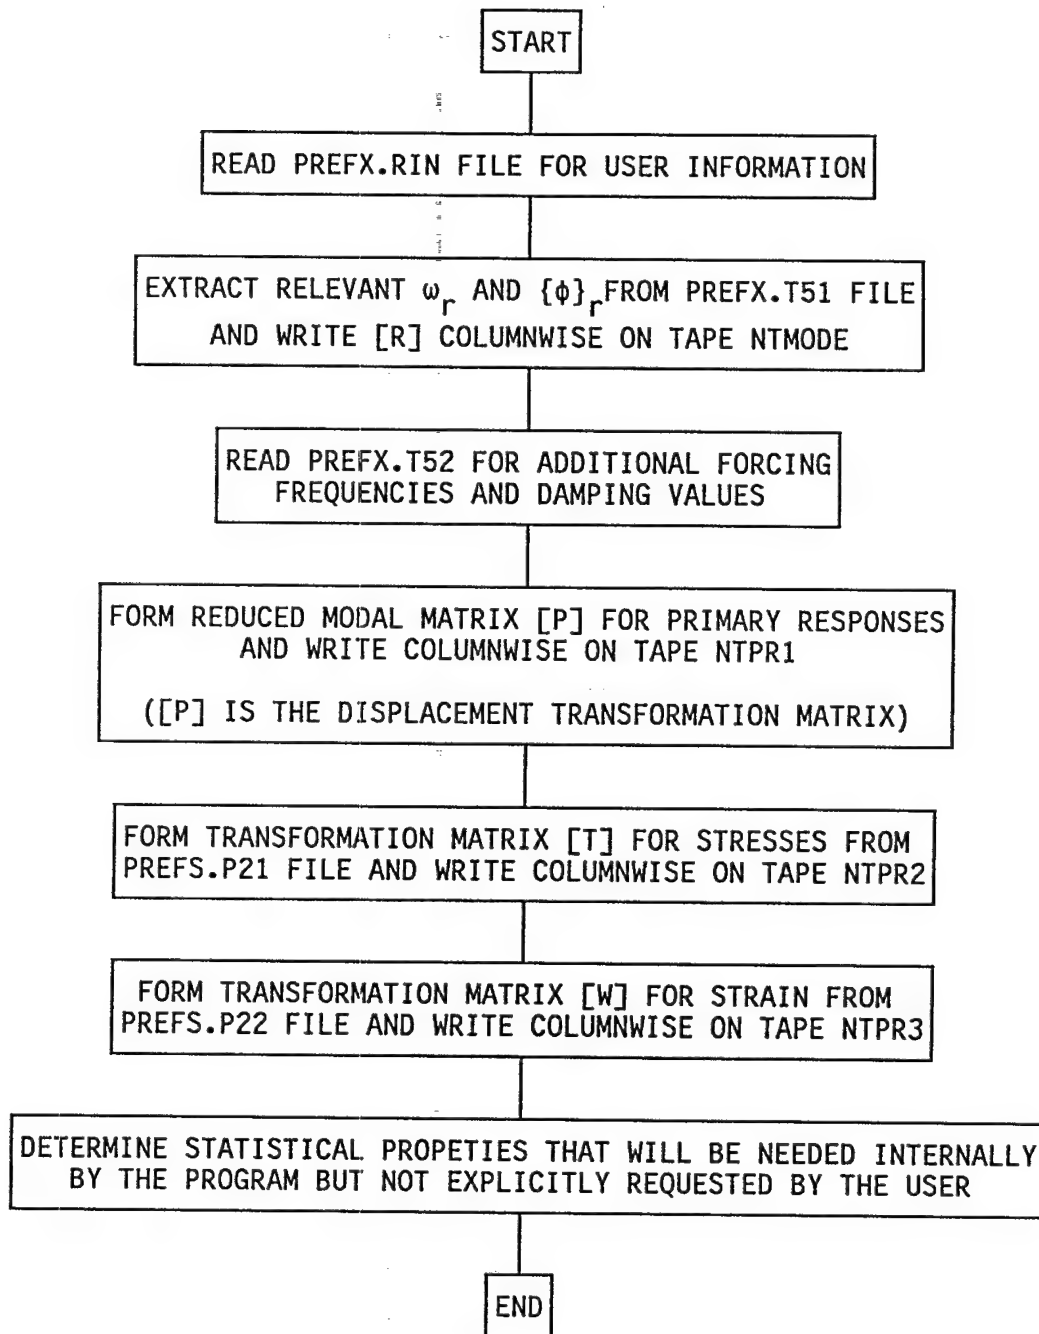 START
READ PREFX.RIN FILE FOR USER INFORMATION
EXTRACT RELEVANT ω_r AND {ϕ}_r FROM PREFX.T51 FILE
AND WRITE [R] COLUMNWISE ON TAPE NTMODE
READ PREFX.T52 FOR ADDITIONAL FORCING
FREQUENCIES AND DAMPING VALUES
FORM REDUCED MODAL MATRIX [P] FOR PRIMARY RESPONSES
AND WRITE COLUMNWISE ON TAPE NTPR1
([P] IS THE DISPLACEMENT TRANSFORMATION MATRIX)
FORM TRANSFORMATION MATRIX [T] FOR STRESSES FROM
PREFS.P21 FILE AND WRITE COLUMNWISE ON TAPE NTPR2
FORM TRANSFORMATION MATRIX [W] FOR STRAIN FROM
PREFS.P22 FILE AND WRITE COLUMNWISE ON TAPE NTPR3
DETERMINE STATISTICAL PROPETIES THAT WILL BE NEEDED INTERNALLY
BY THE PROGRAM BUT NOT EXPLICITLY REQUESTED BY THE USER
END